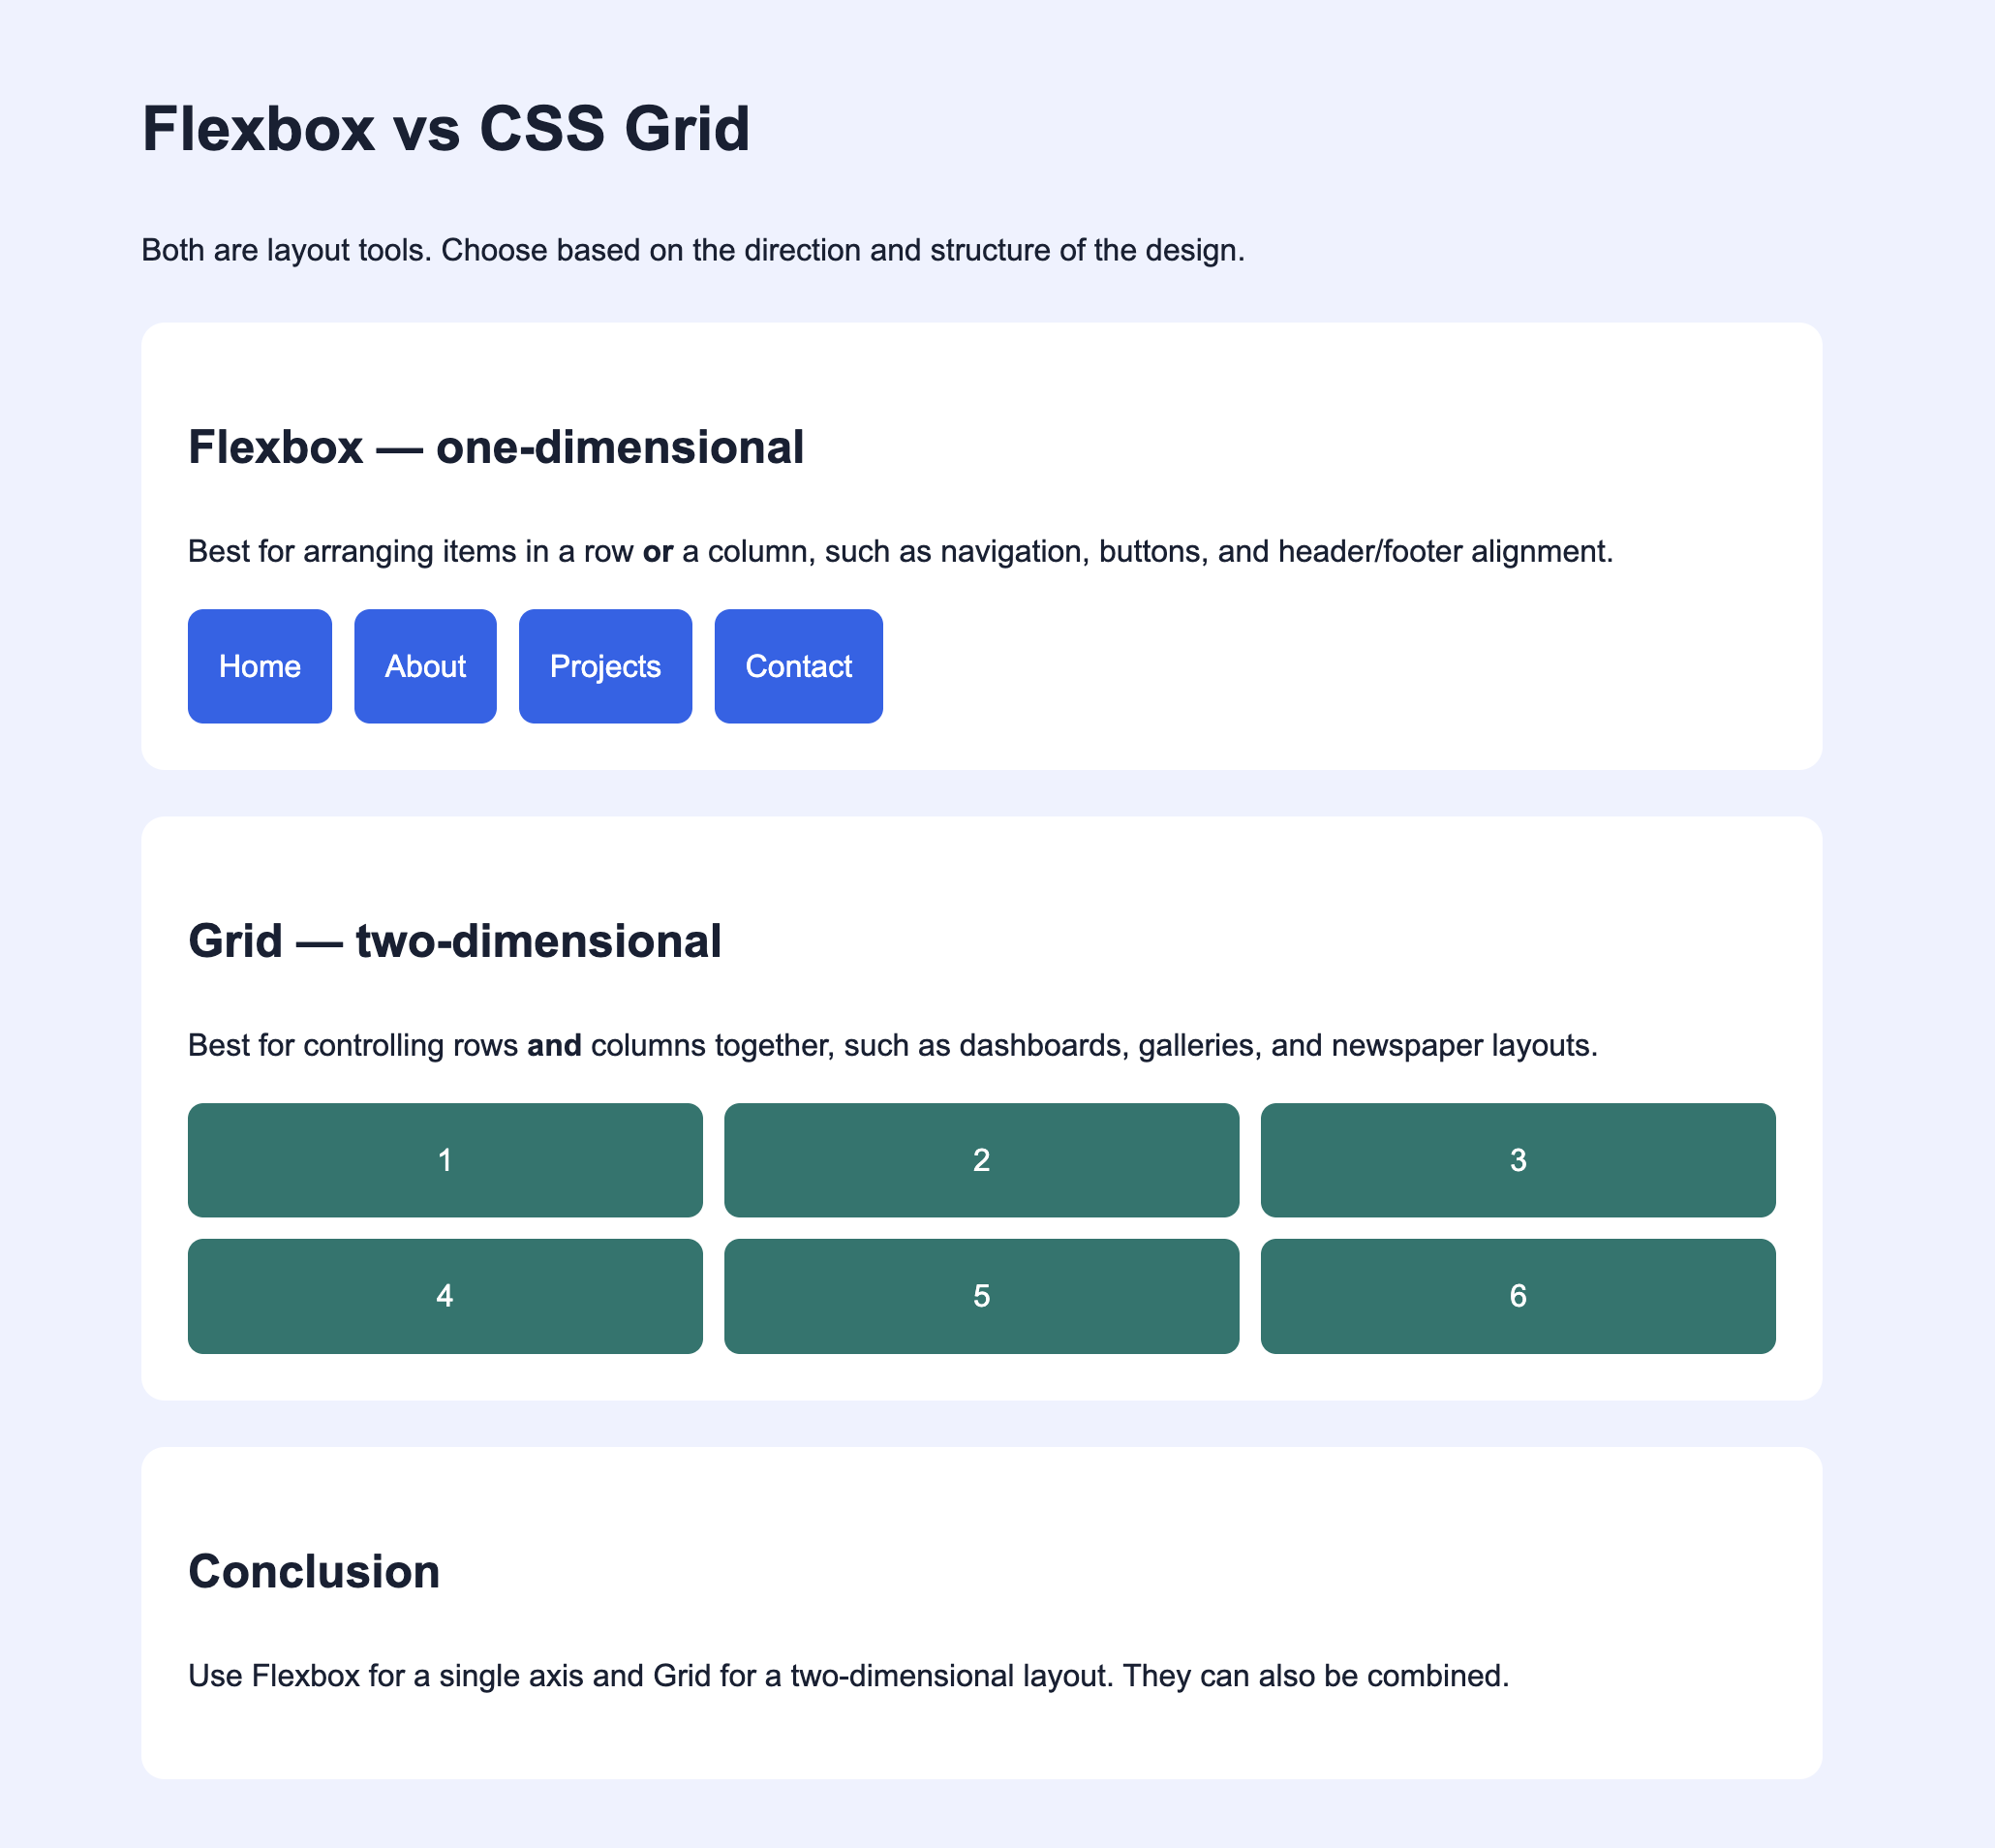 Flexbox vs CSS Grid
Both are layout tools. Choose based on the direction and structure of the design.
Flexbox — one-dimensional
Best for arranging items in a row or a column, such as navigation, buttons, and header/footer alignment.
Home About Projects Contact
Grid — two-dimensional
Best for controlling rows and columns together, such as dashboards, galleries, and newspaper layouts.
1 2 3
4 5 6
Conclusion
Use Flexbox for a single axis and Grid for a two-dimensional layout. They can also be combined.